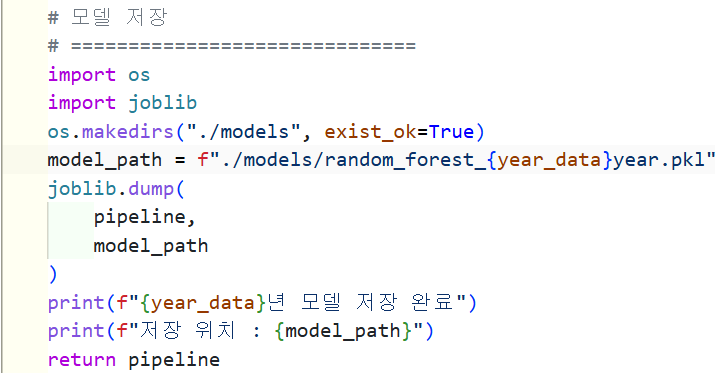 # 모델 저장
# ==============================
import os
import joblib
os.makedirs("./models", exist_ok=True)
model_path = f"./models/random_forest_{year_data}year.pkl"
joblib.dump(
pipeline,
model_path
)
print(f"{year_data}년 모델 저장 완료")
print(f"저장 위치 : {model_path}")
return pipeline